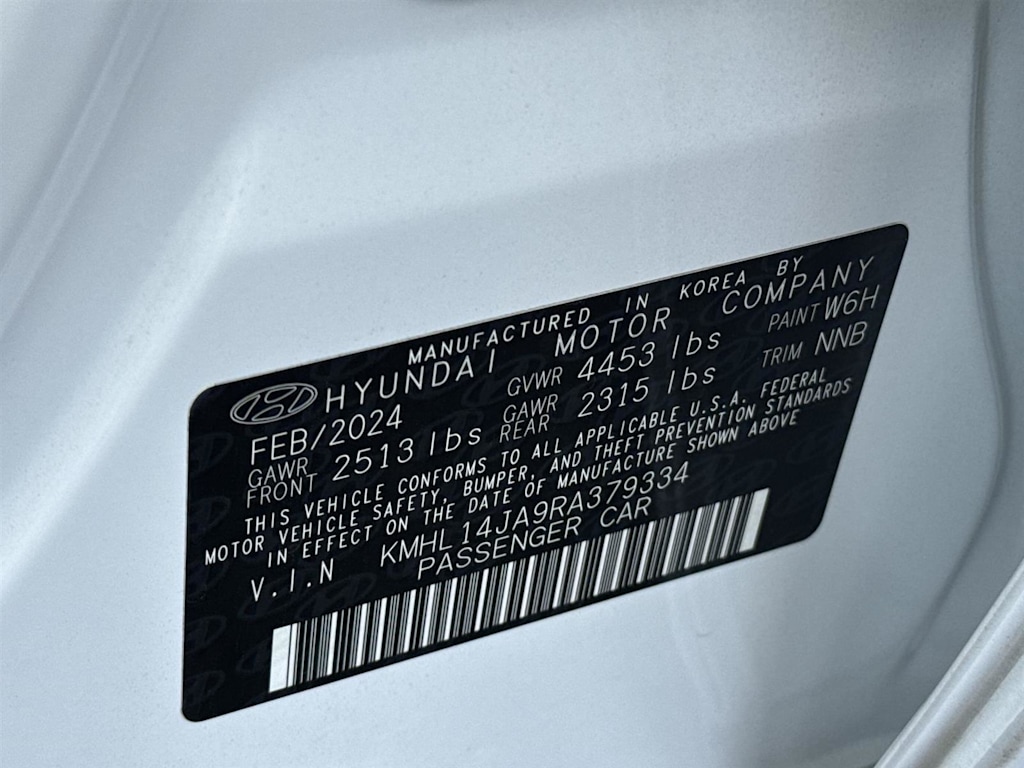 MANUFACTURED IN KOREA BY
HYUNDAI MOTOR COMPANY
FEB/2024 GVWR 4453 lbs PAINT W6H
GAWR FRONT 2513 lbs GAWR REAR 2315 lbs TRIM NNB
THIS VEHICLE CONFORMS TO ALL APPLICABLE U.S.A. FEDERAL
MOTOR VEHICLE SAFETY, BUMPER, AND THEFT PREVENTION STANDARDS
IN EFFECT ON THE DATE OF MANUFACTURE SHOWN ABOVE
V.I.N KMHL14JA9RA379334
PASSENGER CAR